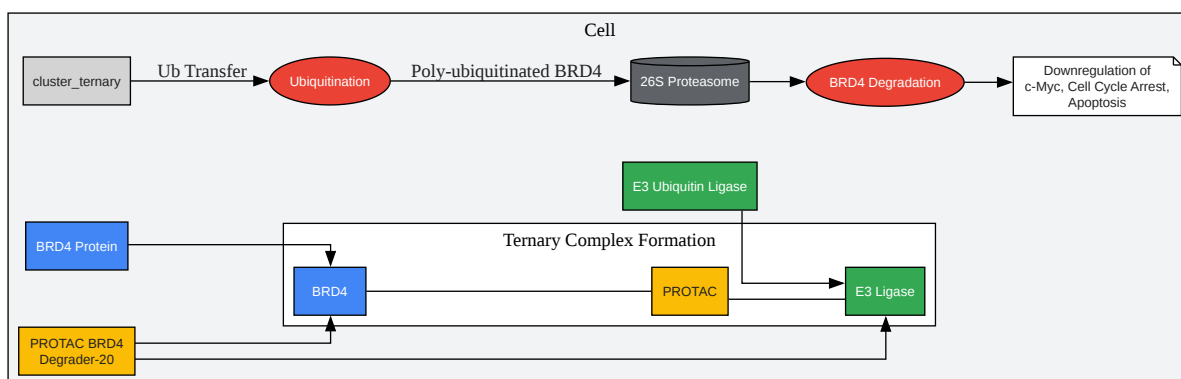 Cell
cluster_ternary
Ub Transfer
Ubiquitination
Poly-ubiquitinated BRD4
26S Proteasome
BRD4 Degradation
Downregulation of
c-Myc, Cell Cycle Arrest,
Apoptosis
E3 Ubiquitin Ligase
BRD4 Protein
Ternary Complex Formation
BRD4
PROTAC
E3 Ligase
PROTAC BRD4
Degrader-20